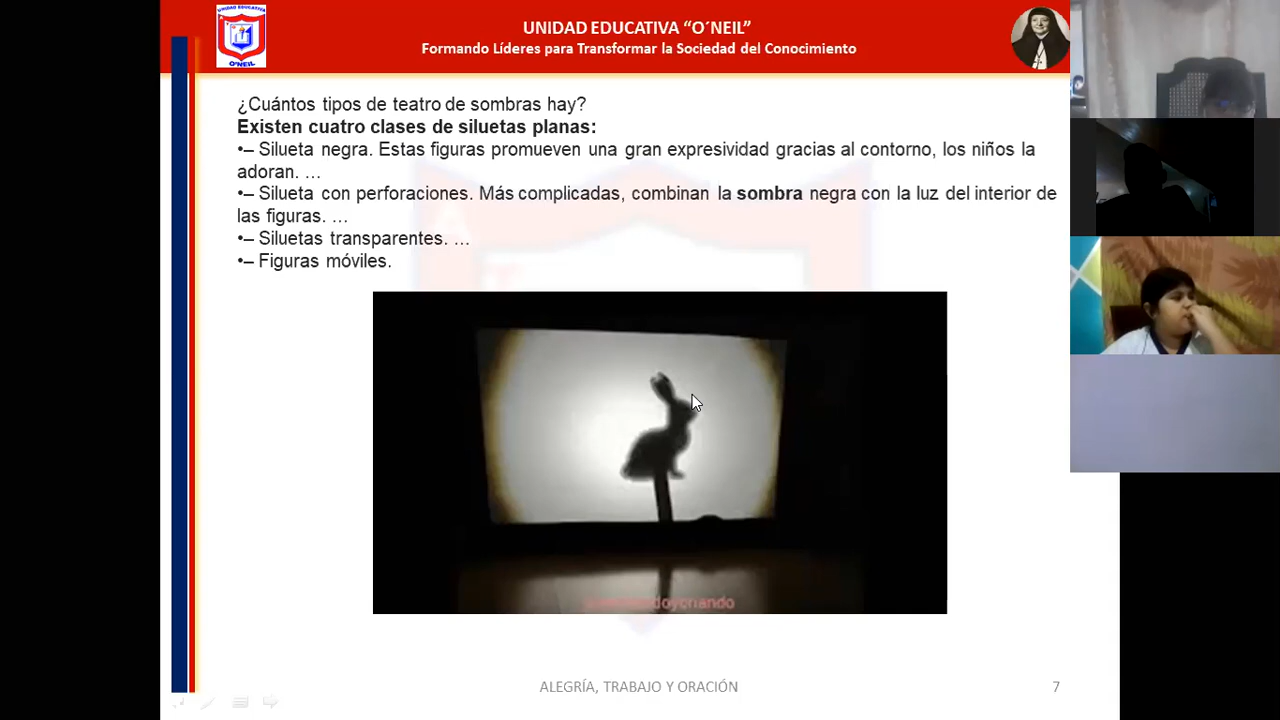 UNIDAD EDUCATIVA
O'NEIL
UNIDAD EDUCATIVA “O´NEIL”
Formando Líderes para Transformar la Sociedad del Conocimiento
¿Cuántos tipos de teatro de sombras hay?
Existen cuatro clases de siluetas planas:
•– Silueta negra. Estas figuras promueven una gran expresividad gracias al contorno, los niños la
adoran. …
•– Silueta con perforaciones. Más complicadas, combinan la sombra negra con la luz del interior de
las figuras. …
•– Siluetas transparentes. …
•– Figuras móviles.
ALEGRÍA, TRABAJO Y ORACIÓN
7